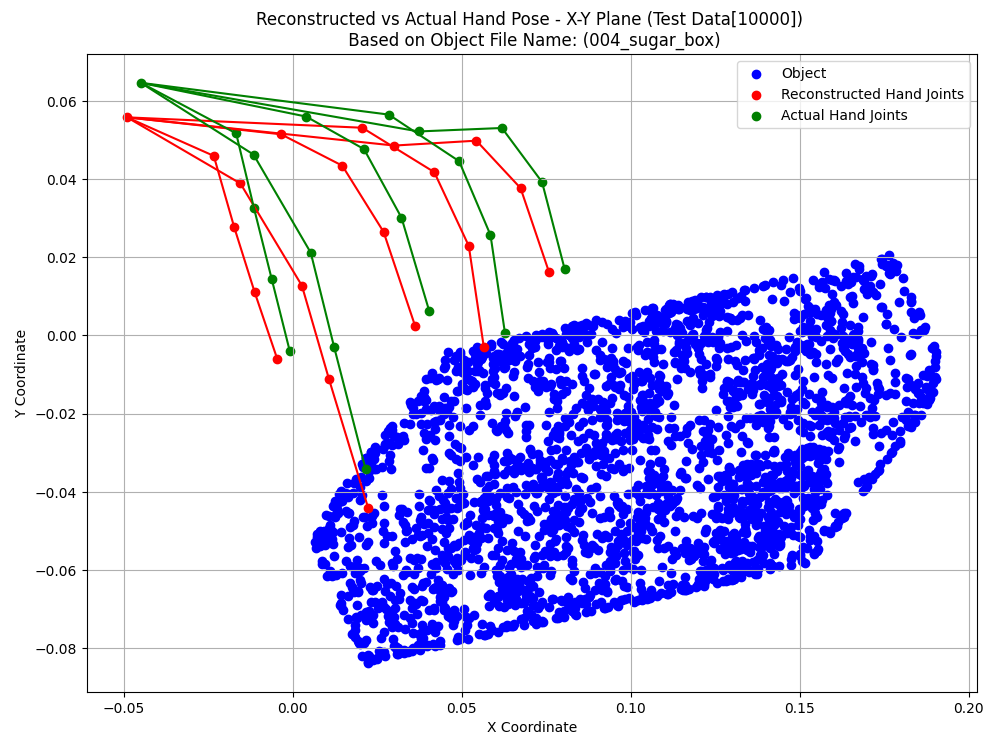 Reconstructed vs Actual Hand Pose - X-Y Plane (Test Data[10000])
Based on Object File Name: (004_sugar_box)
Object
Reconstructed Hand Joints
Actual Hand Joints
Y Coordinate
0.06
0.04
0.02
0.00
−0.02
−0.04
−0.06
−0.08
−0.05
0.00
0.05
0.10
0.15
0.20
X Coordinate